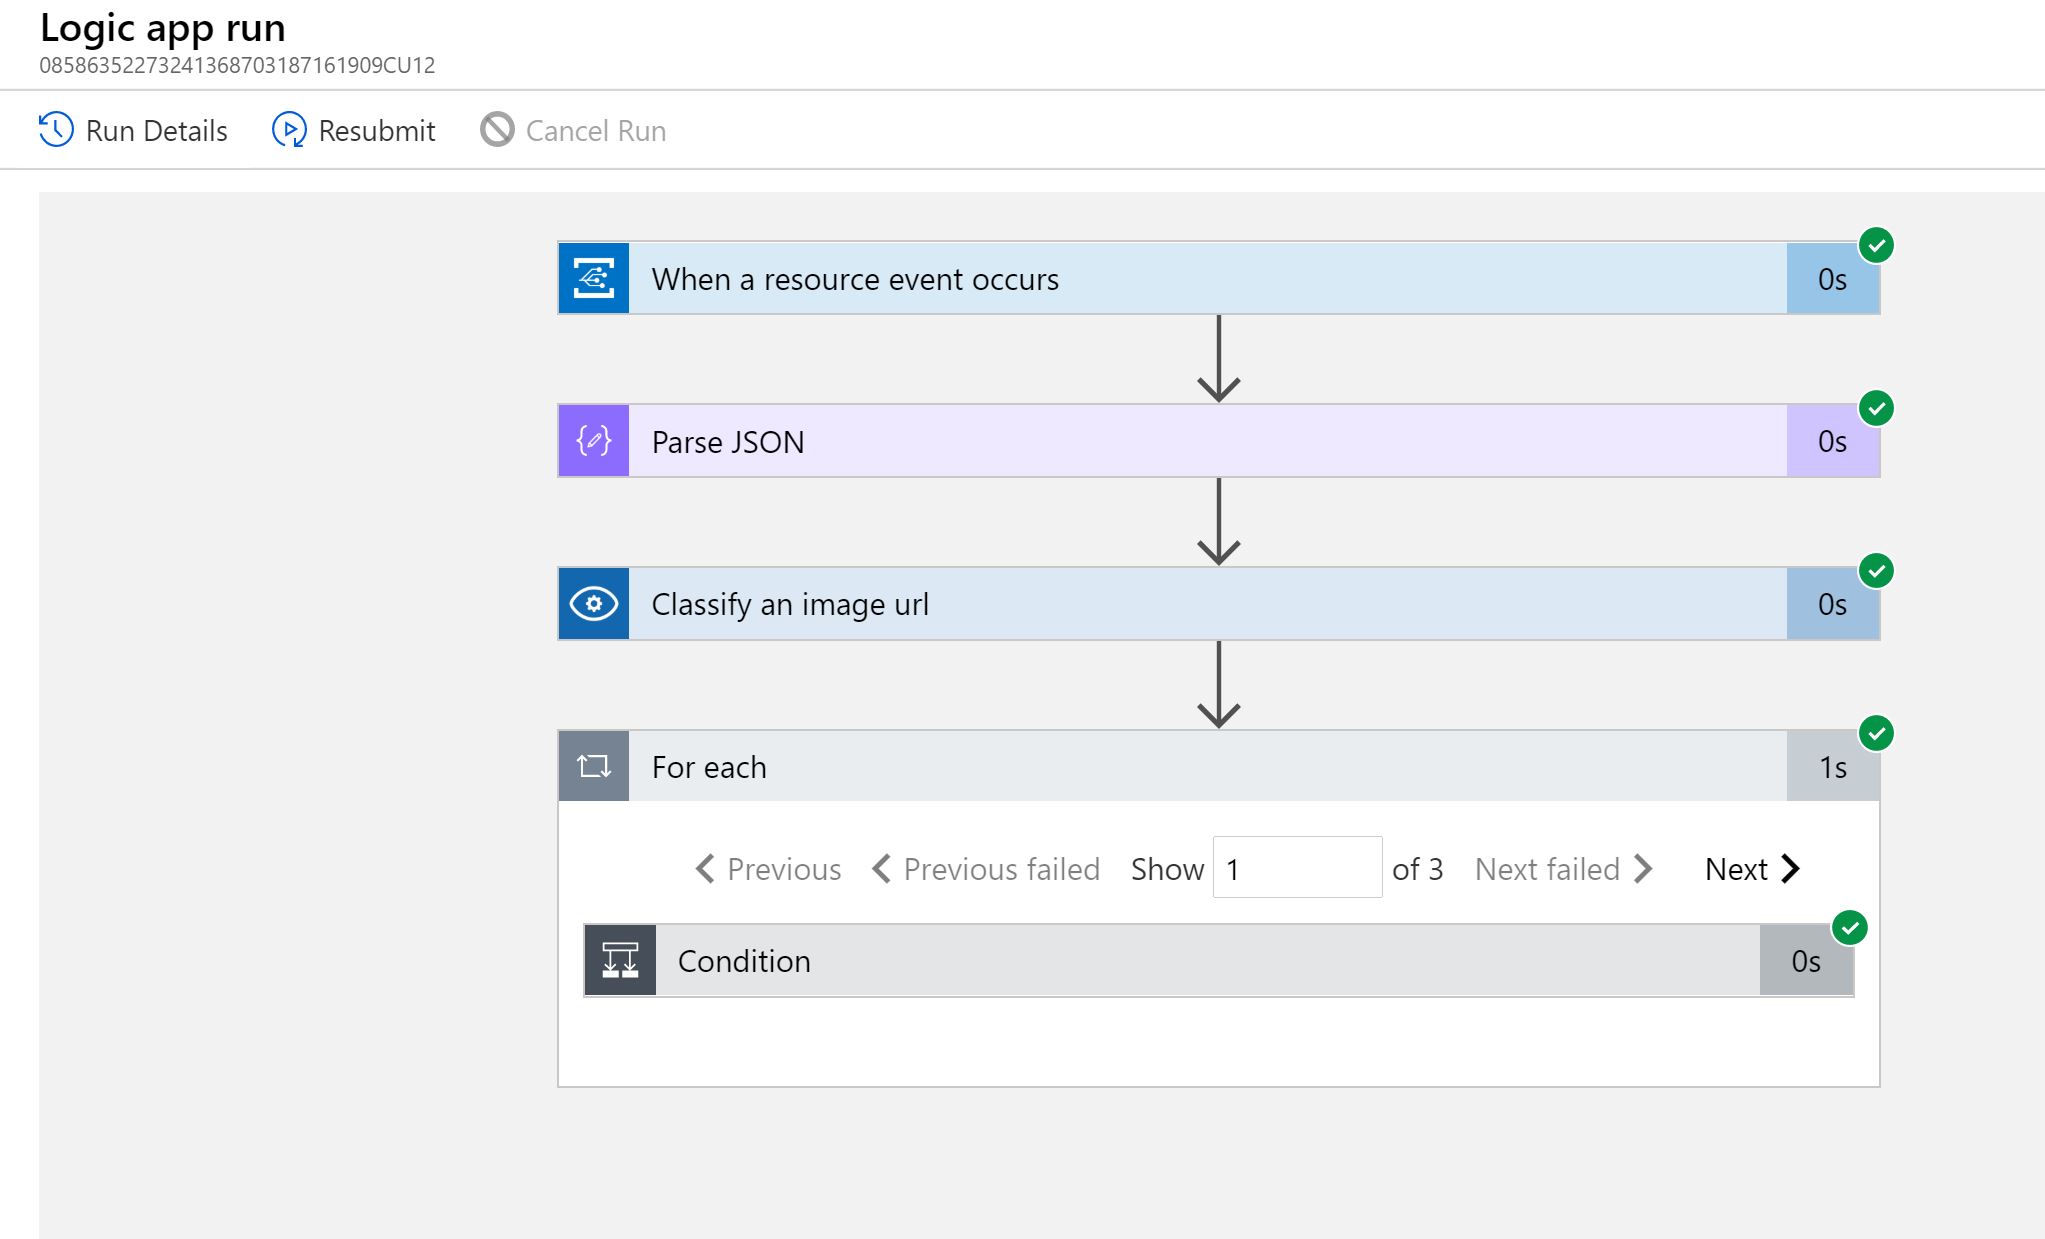 Logic app run
08586352273241368703187161909CU12
Run Details Resubmit Cancel Run
When a resource event occurs 0s
Parse JSON 0s
Classify an image url 0s
For each 1s
Previous Previous failed Show 1 of 3 Next failed Next
Condition 0s